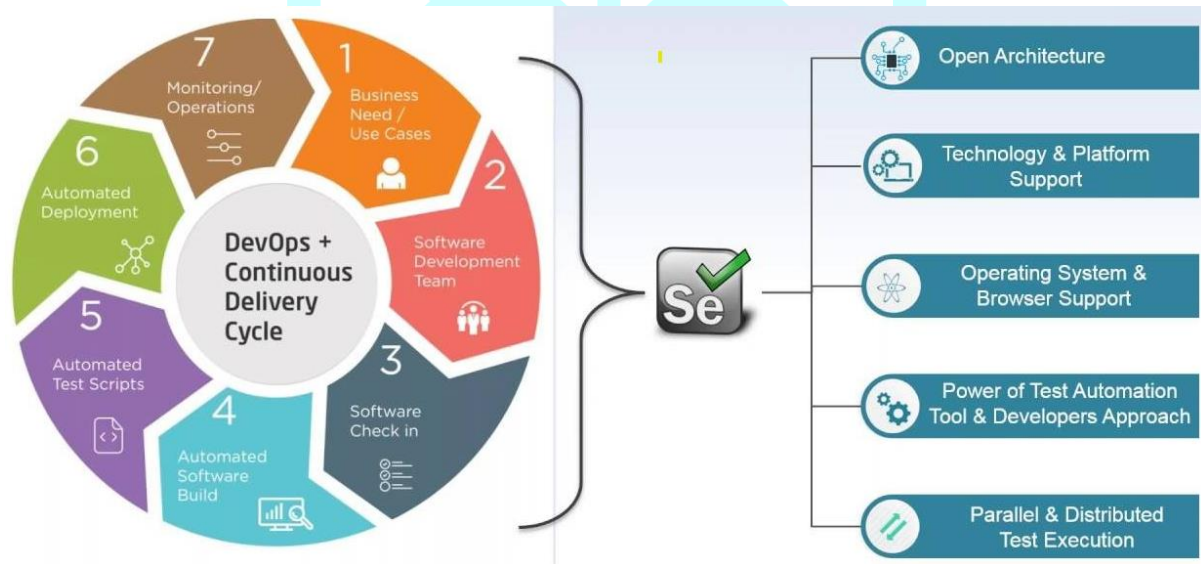 1
Business
Need /
Use Cases
2
Software
Development
Team
3
Software
Check in
4
Automated
Software
Build
5
Automated
Test Scripts
6
Automated
Deployment
7
Monitoring/
Operations
DevOps +
Continuous
Delivery
Cycle
Se
Open Architecture
Technology & Platform
Support
Operating System &
Browser Support
Power of Test Automation
Tool & Developers Approach
Parallel & Distributed
Test Execution